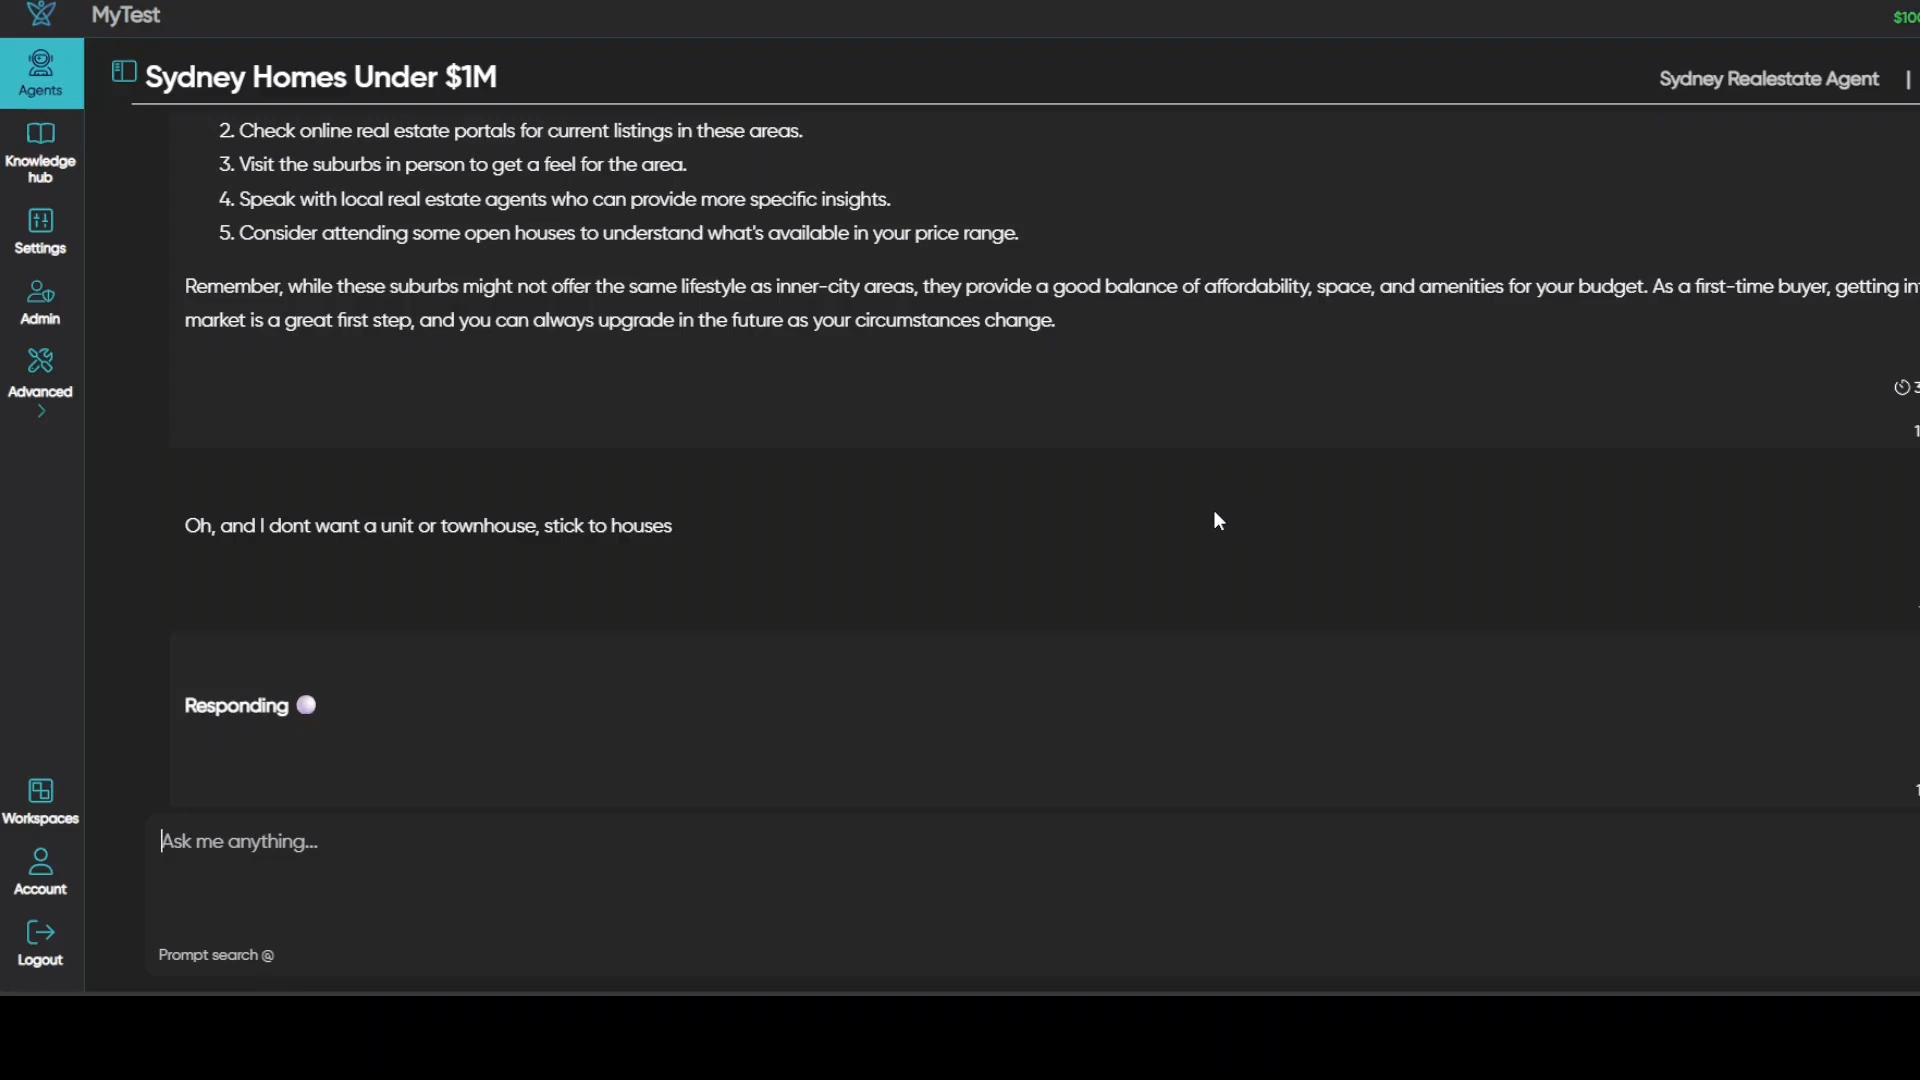 MyTest
$100
Agents
Sydney Homes Under $1M
Sydney Realestate Agent |
Knowledge
hub
Settings
Admin
Advanced
2. Check online real estate portals for current listings in these areas.
3. Visit the suburbs in person to get a feel for the area.
4. Speak with local real estate agents who can provide more specific insights.
5. Consider attending some open houses to understand what's available in your price range.
Remember, while these suburbs might not offer the same lifestyle as inner-city areas, they provide a good balance of affordability, space, and amenities for your budget. As a first-time buyer, getting
market is a great first step, and you can always upgrade in the future as your circumstances change.
3
1
Oh, and I dont want a unit or townhouse, stick to houses
Responding
Ask me anything...
Prompt search @
Workspaces
Account
Logout